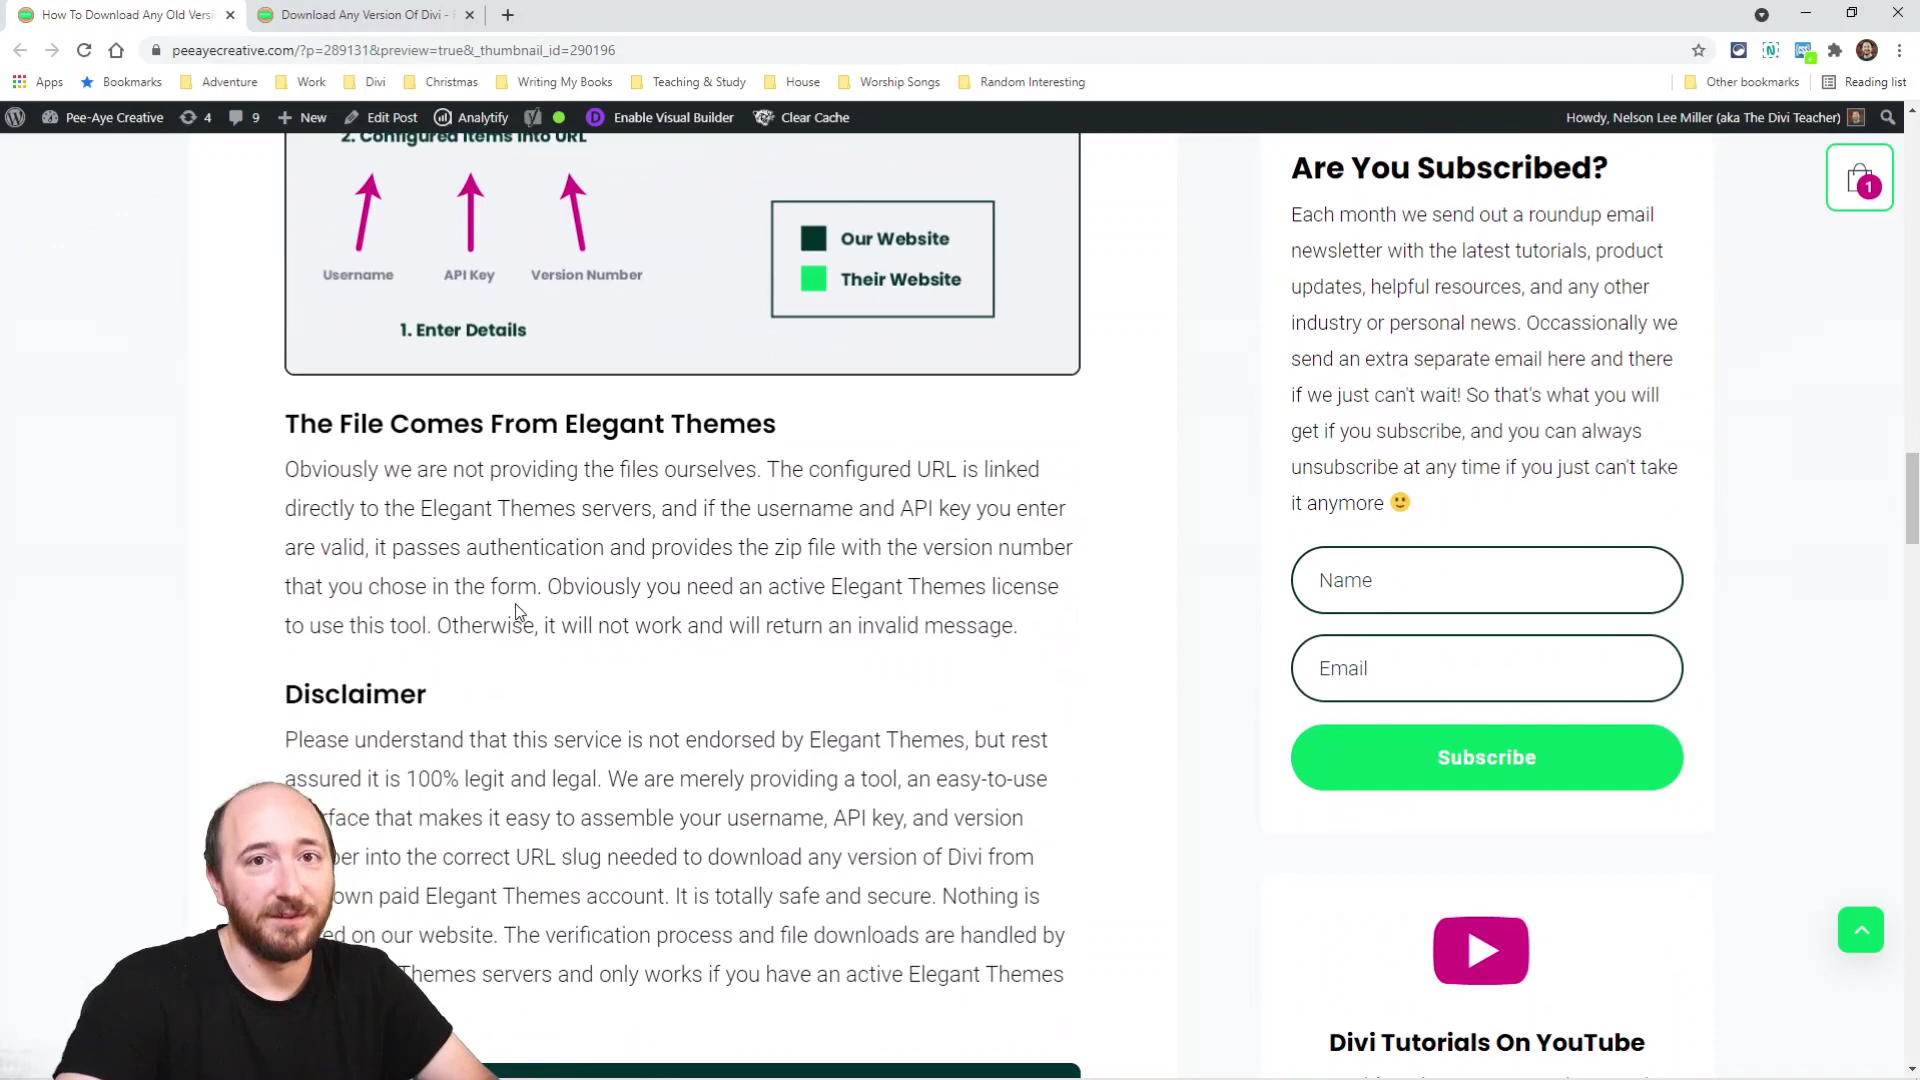 How To Download Any Old Versi
Download Any Version Of Divi -
peeayecreative.com/?p=289131&preview=true&_thumbnail_id=290196
Apps Bookmarks Adventure Work Divi Christmas Writing My Books Teaching & Study House Worship Songs Random Interesting Other bookmarks Reading list
Pee-Aye Creative 4 9 New Edit Post Analytify Enable Visual Builder Clear Cache Howdy, Nelson Lee Miller (aka The Divi Teacher)
2. Configured Items Into URL
Username API Key Version Number
1. Enter Details
Our Website
Their Website
The File Comes From Elegant Themes
Obviously we are not providing the files ourselves. The configured URL is linked
directly to the Elegant Themes servers, and if the username and API key you enter
are valid, it passes authentication and provides the zip file with the version number
that you chose in the form. Obviously you need an active Elegant Themes license
to use this tool. Otherwise, it will not work and will return an invalid message.
Disclaimer
Please understand that this service is not endorsed by Elegant Themes, but rest
assured it is 100% legit and legal. We are merely providing a tool, an easy-to-use
rface that makes it easy to assemble your username, API key, and version
er into the correct URL slug needed to download any version of Divi from
own paid Elegant Themes account. It is totally safe and secure. Nothing is
ed on our website. The verification process and file downloads are handled by
Themes servers and only works if you have an active Elegant Themes
Are You Subscribed?
Each month we send out a roundup email
newsletter with the latest tutorials, product
updates, helpful resources, and any other
industry or personal news. Occassionally we
send an extra separate email here and there
if we just can't wait! So that's what you will
get if you subscribe, and you can always
unsubscribe at any time if you just can't take
it anymore 🙂
Name
Email
Subscribe
Divi Tutorials On YouTube
1